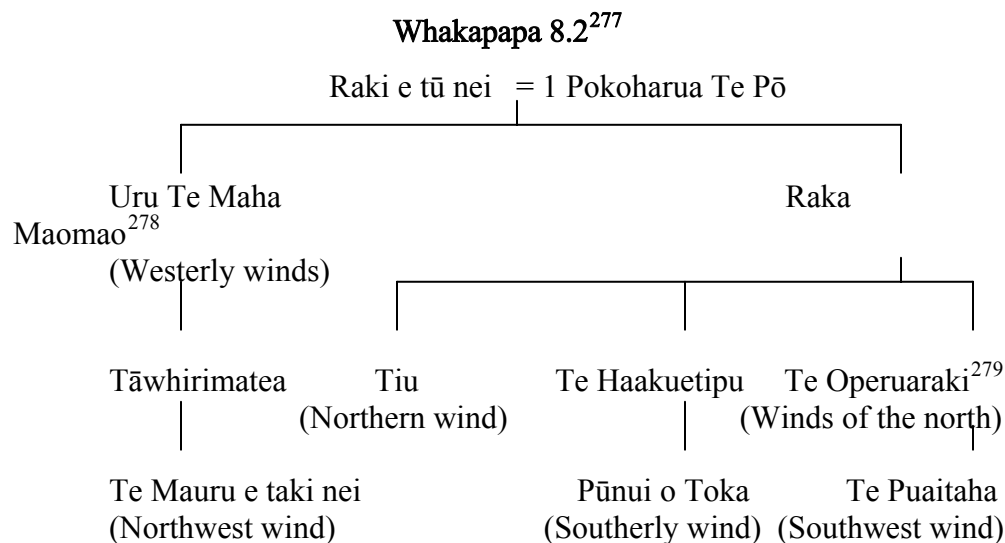 Whakapapa 8.2277
Raki e tū nei = 1 Pokoharua Te Pō
Uru Te Maha Raka
Maomao278
(Westerly winds)
Tāwhirimatea Tiu Te Haakuetipu Te Operuaraki279
(Northern wind) (Winds of the north)
Te Mauru e taki nei Pūnui o Toka Te Puaitaha
(Northwest wind) (Southerly wind) (Southwest wind)